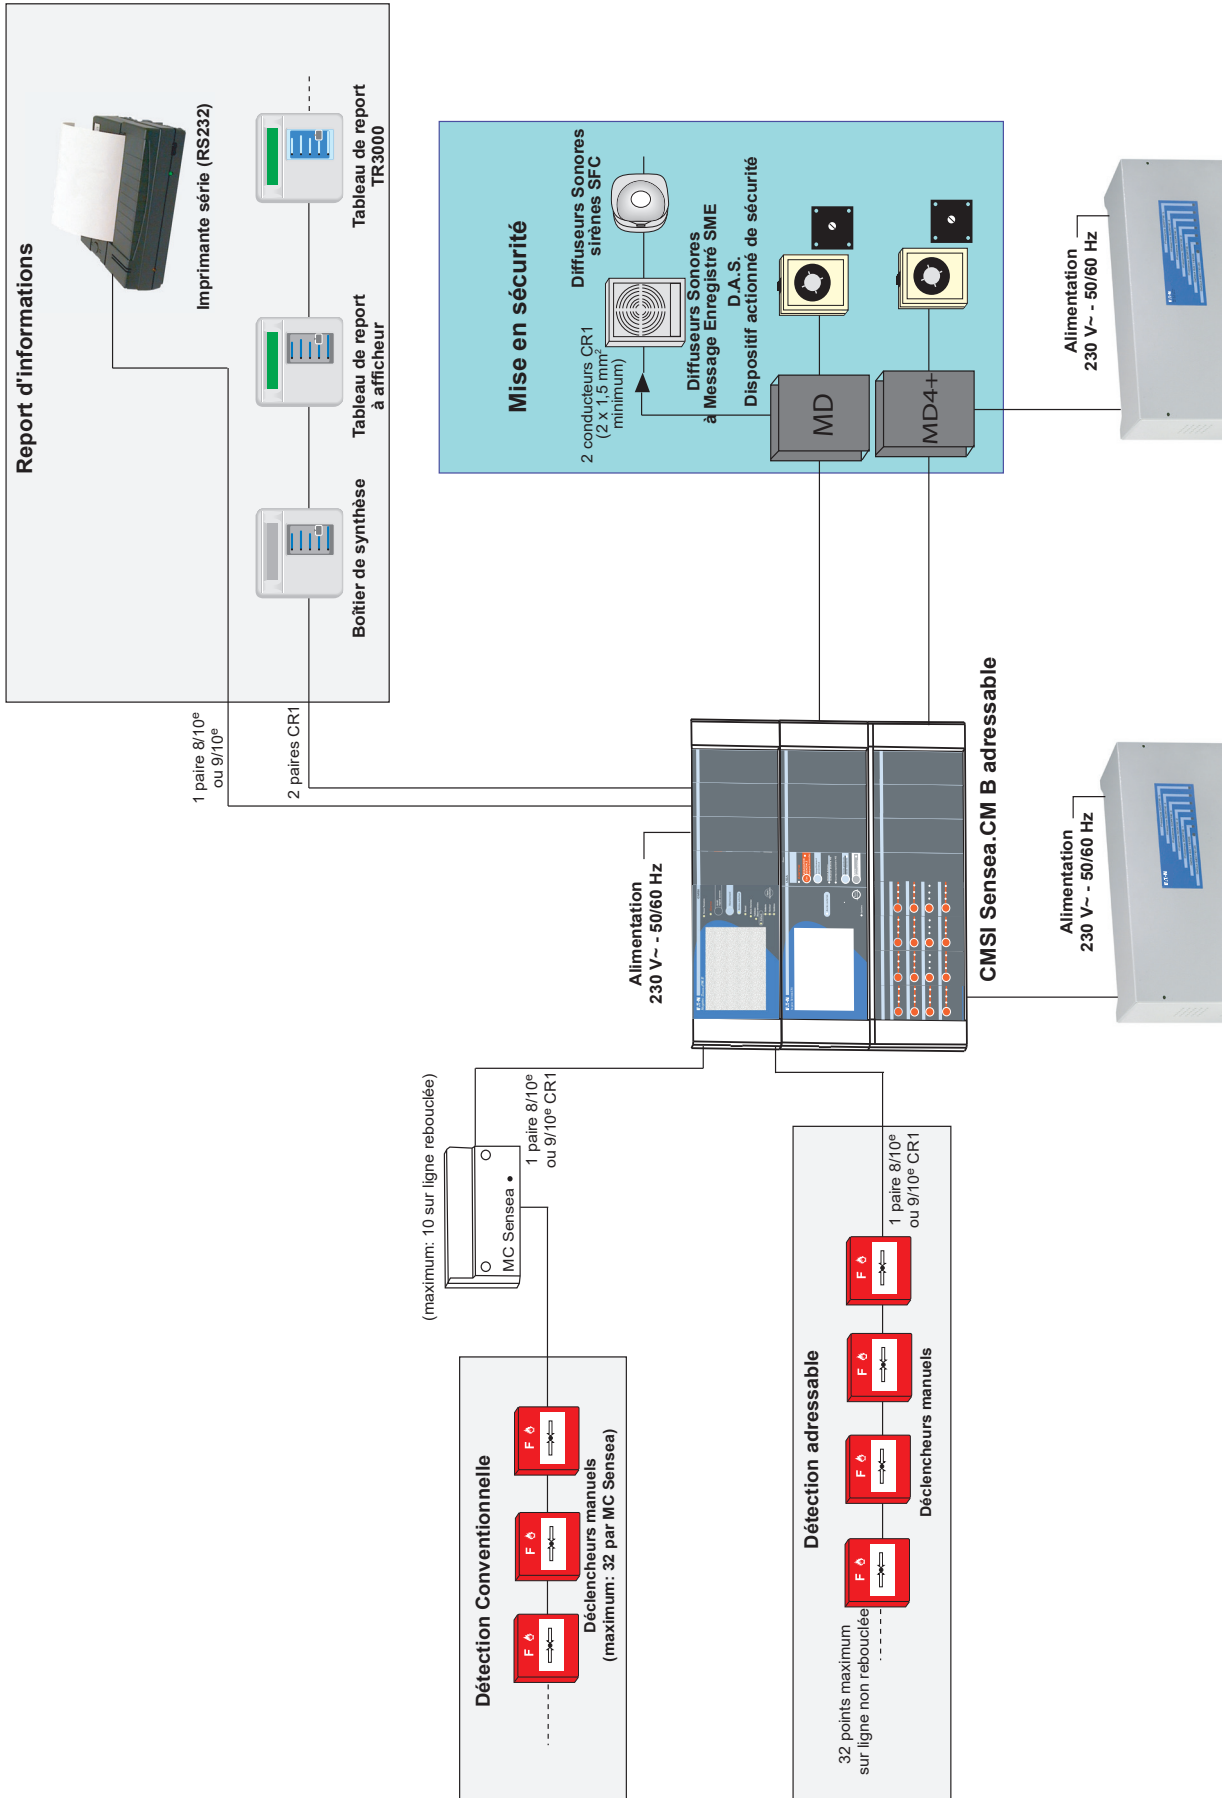 Report d'informations
Imprimante série (RS232)
Boîtier de synthèse
Tableau de report
à afficheur
Tableau de report
TR3000
1 paire 8/10e
ou 9/10e
2 paires CR1
Mise en sécurité
2 conducteurs CR1
(2 x 1,5 mm²
minimum)
Diffuseurs Sonores
sirènes SFC
Diffuseurs Sonores
à Message Enregistré SME
D.A.S.
Dispositif actionné de sécurité
MD
MD4+
Alimentation
230 V~ - 50/60 Hz
Alimentation
230 V~ - 50/60 Hz
CMSI Sensea.CM B adressable
Alimentation
230 V~ - 50/60 Hz
(maximum: 10 sur ligne rebouclée)
MC Sensea
1 paire 8/10e
ou 9/10e CR1
Détection Conventionnelle
F
F
F
Déclencheurs manuels
(maximum: 32 par MC Sensea)
Détection adressable
1 paire 8/10e
ou 9/10e CR1
F
F
F
F
Déclencheurs manuels
32 points maximum
sur ligne non rebouclée